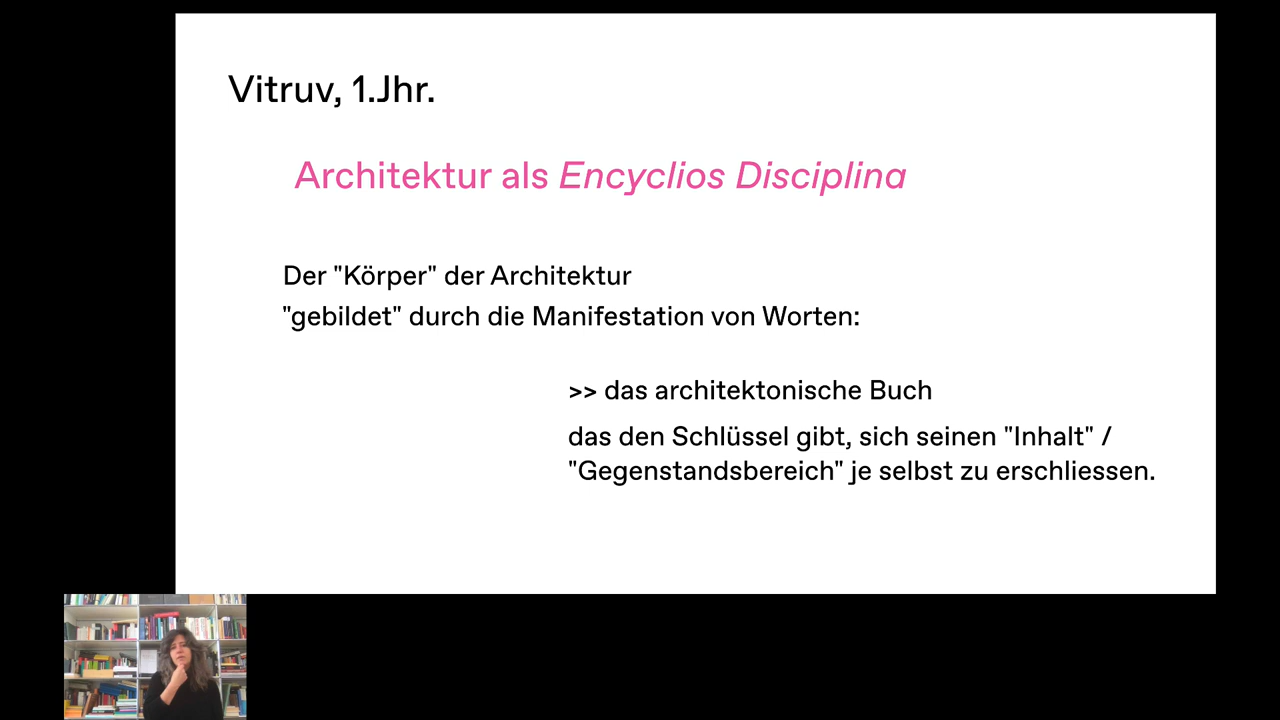 Vitruv, 1.Jhr.
Architektur als Encyclios Disciplina
Der "Körper" der Architektur
"gebildet" durch die Manifestation von Worten:
>> das architektonische Buch
das den Schlüssel gibt, sich seinen "Inhalt" /
"Gegenstandsbereich" je selbst zu erschliessen.